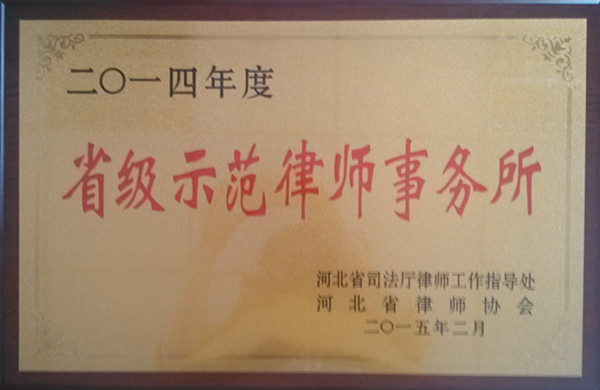 二〇一四年度
省级示范律师事务所
河北省司法厅律师工作指导处
河北省律师协会
二〇一五年二月